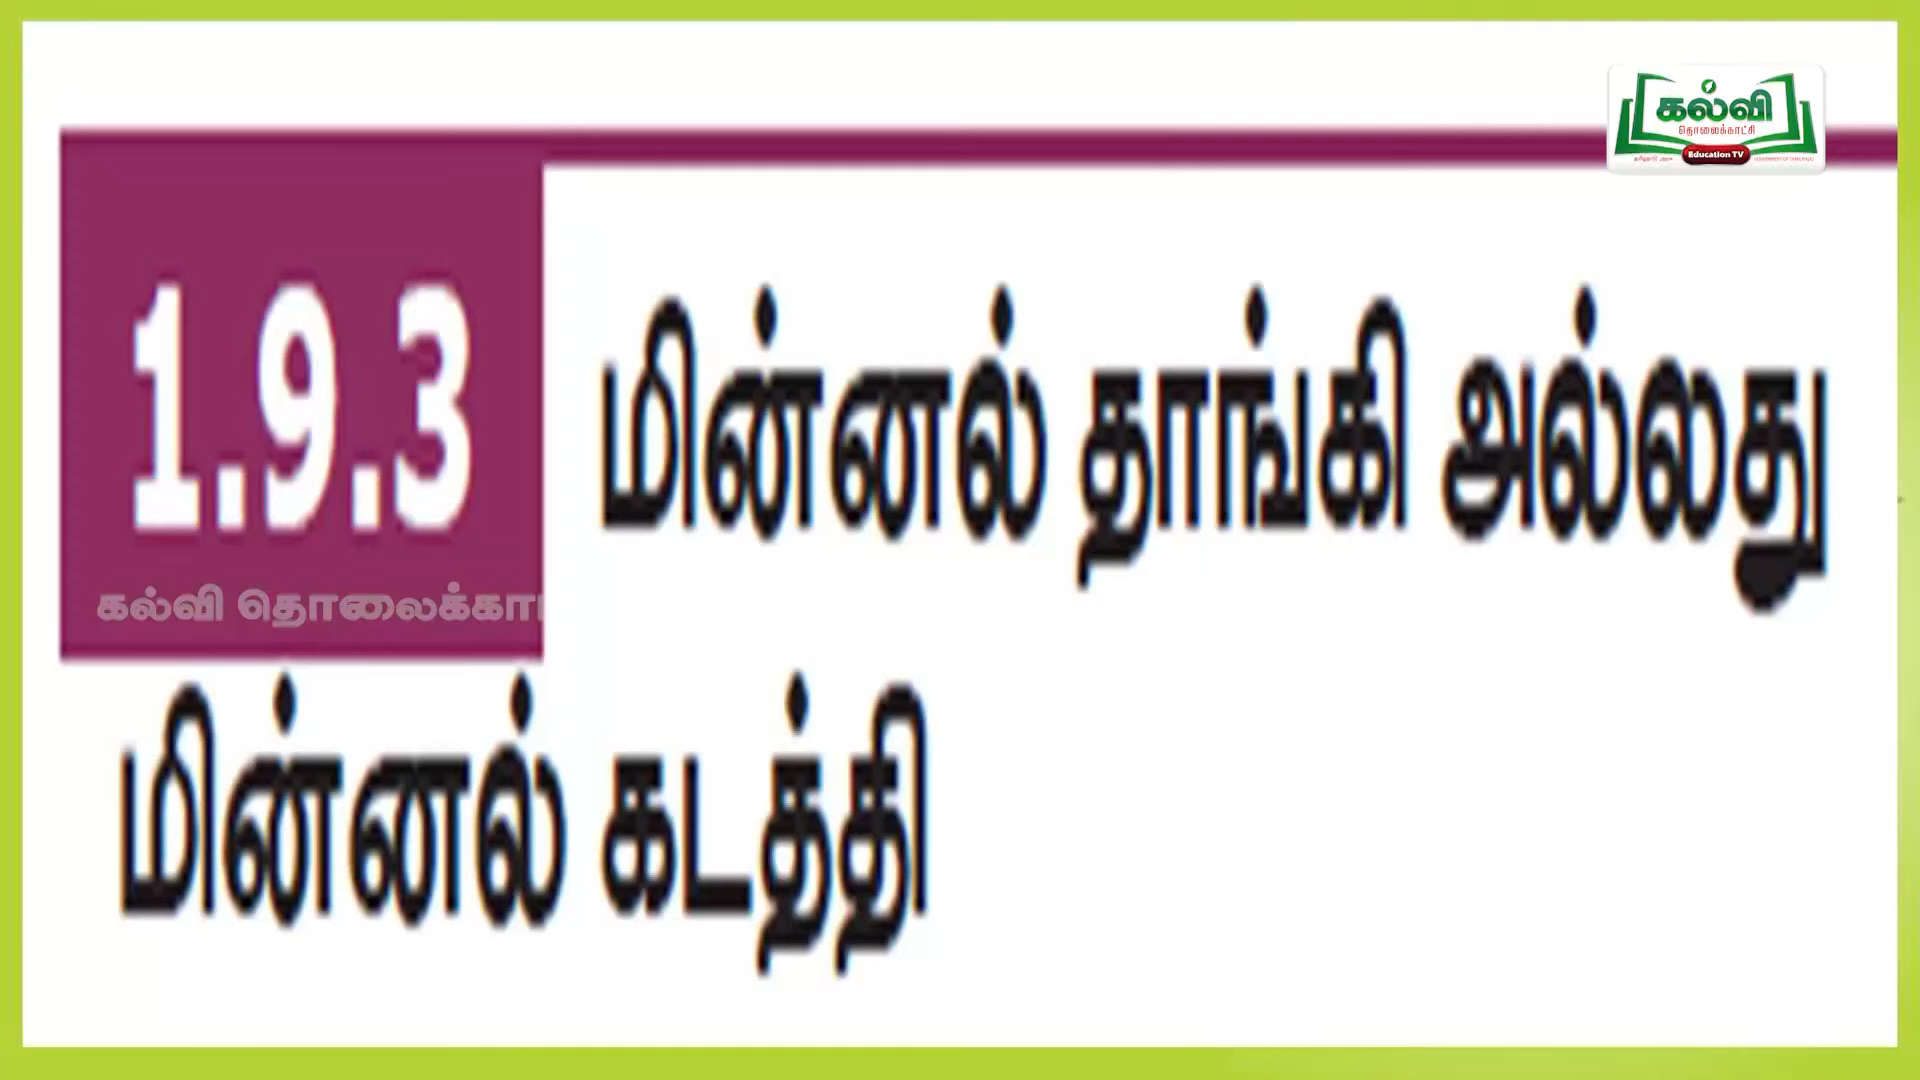 கல்வி
தொலைக்காட்சி
Education TV
1.9.3 மின்னல் தாங்கி அல்லது
கல்வி தொலைக்கா
மின்னல் கடத்தி